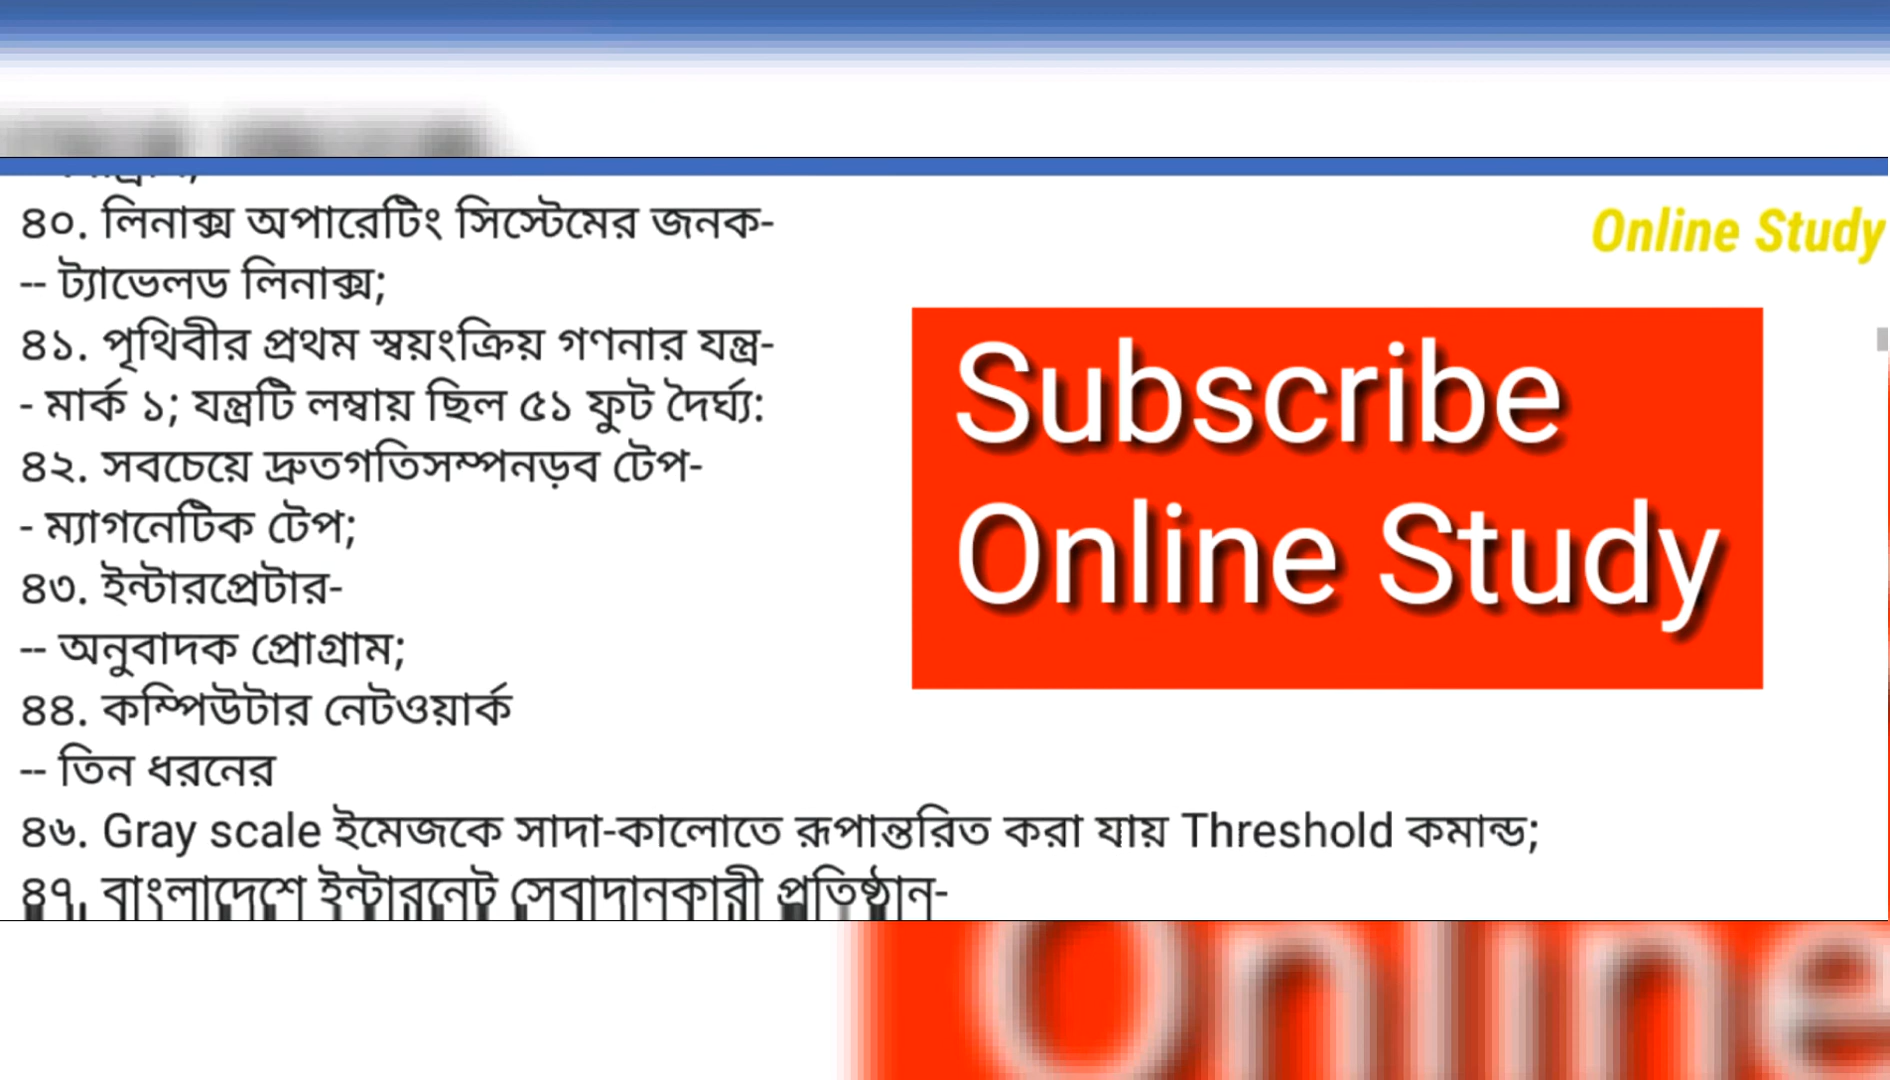 ৪০. লিনাক্স অপারেটিং সিস্টেমের জনক-
-- ট্যাভেলড লিনাক্স;
৪১. পৃথিবীর প্রথম স্বয়ংক্রিয় গণনার যন্ত্র-
- মার্ক ১; যন্ত্রটি লম্বায় ছিল ৫১ ফুট দৈর্ঘ্য:
৪২. সবচেয়ে দ্রুতগতিসম্পনড়ব টেপ-
- ম্যাগনেটিক টেপ;
৪৩. ইন্টারপ্রেটার-
-- অনুবাদক প্রোগ্রাম;
৪৪. কম্পিউটার নেটওয়ার্ক
-- তিন ধরনের
৪৬. Gray scale ইমেজকে সাদা-কালোতে রূপান্তরিত করা যায় Threshold কমান্ড;
৪৭. বাংলাদেশে ইন্টারনেট সেবাদানকারী প্রতিষ্ঠান-
Online Study
Subscribe
Online Study
Online